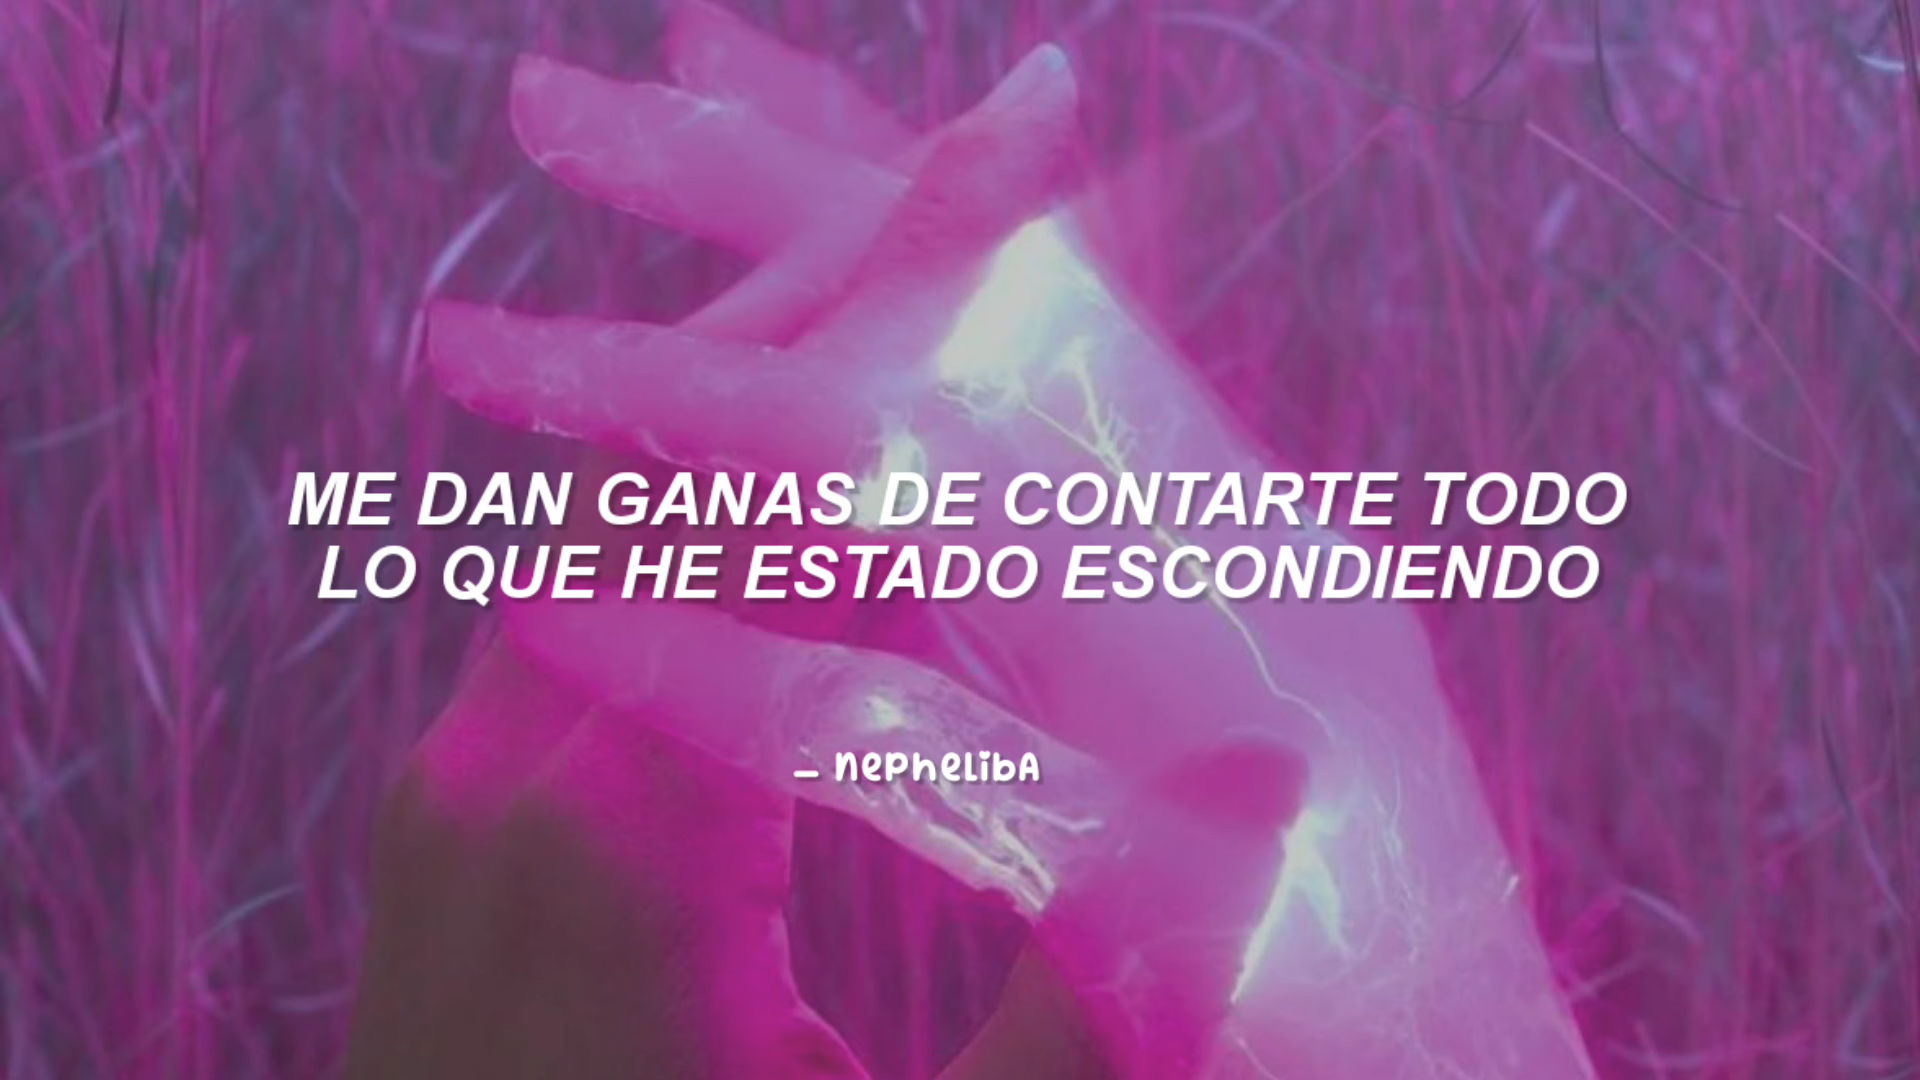 ME DAN GANAS DE CONTARTE TODO
LO QUE HE ESTADO ESCONDIENDO
– nephelibA